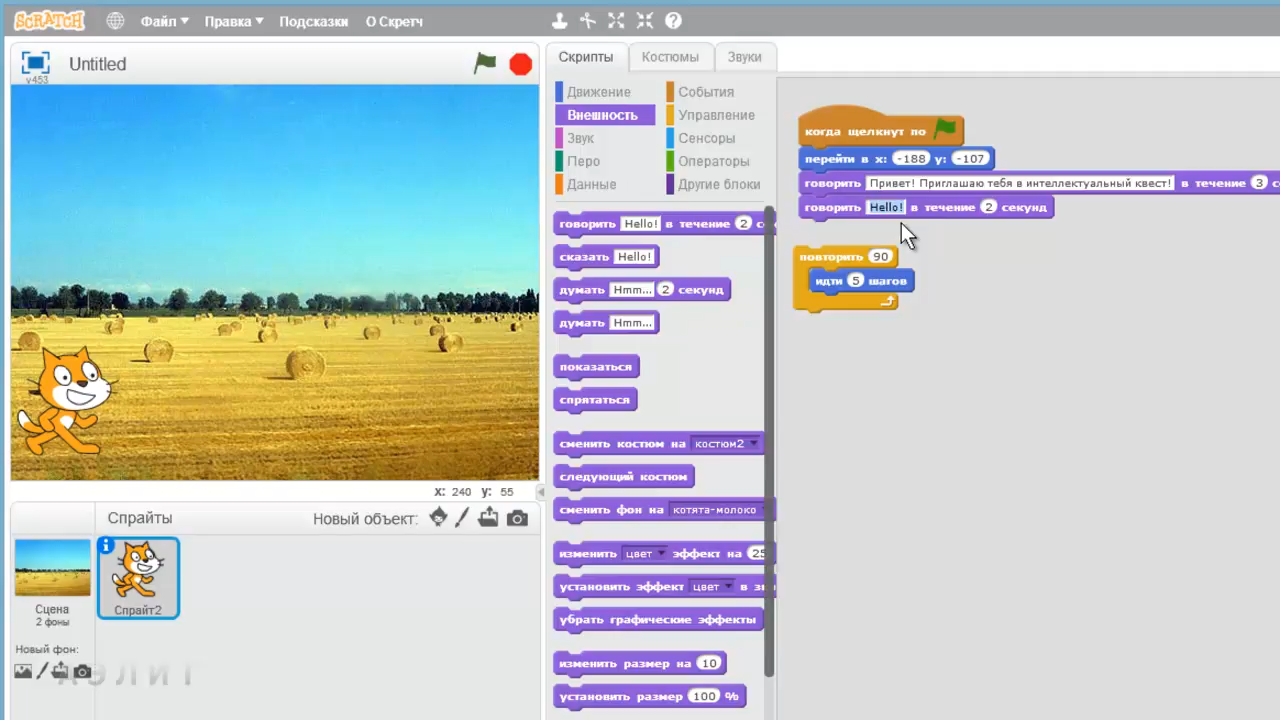 SCRATCH Файл Правка Подсказки О Скретч
v453 Untitled
Скрипты Костюмы Звуки
Движение События
Внешность Управление
Звук Сенсоры
Перо Операторы
Данные Другие блоки
говорить Hello! в течение 2 с
сказать Hello!
думать Hmm... 2 секунд
думать Hmm...
показаться
спрятаться
сменить костюм на костюм2
следующий костюм
сменить фон на котята-молоко
изменить цвет эффект на 25
установить эффект цвет в зн
убрать графические эффекты
изменить размер на 10
установить размер 100 %
когда щелкнут по
перейти в x: -188 y: -107
говорить Привет! Приглашаю тебя в интеллектуальный квест! в течение 3 с
говорить Hello! в течение 2 секунд
повторить 90
идти 5 шагов
x: 240 y: 55
Спрайты Новый объект:
Сцена
2 фоны
Спрайт2
Новый фон:
АЭЛИТ